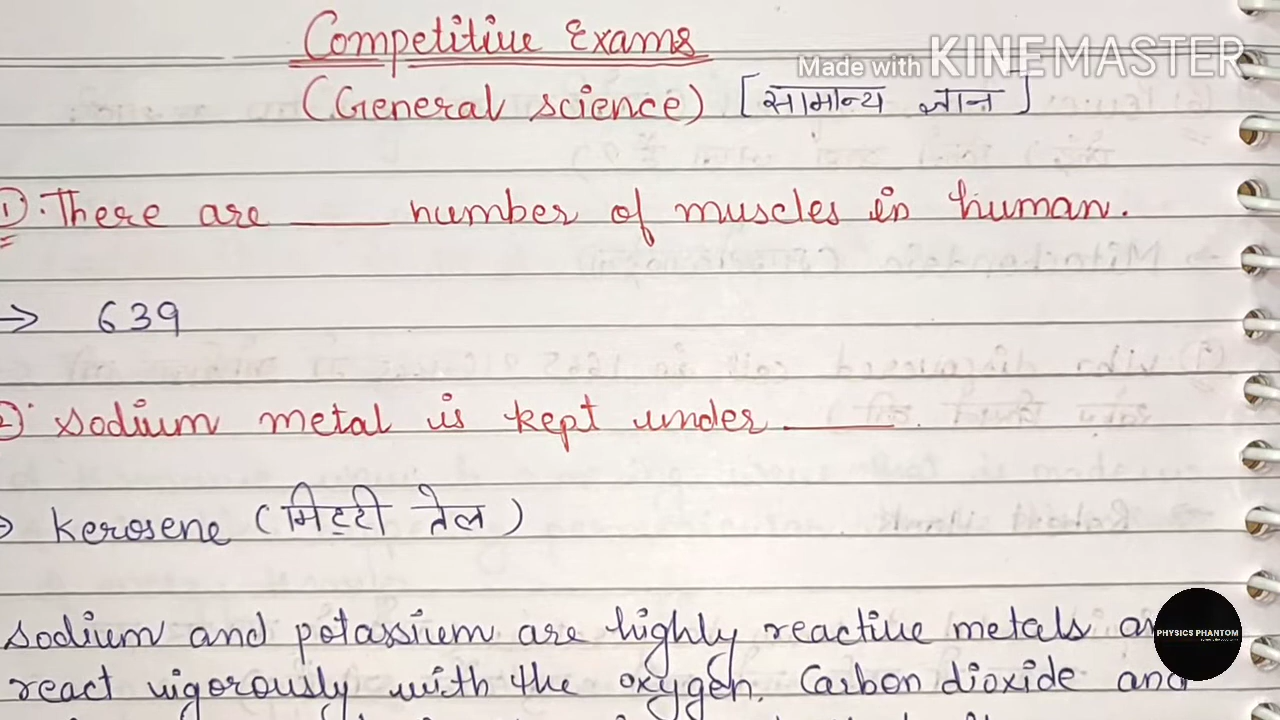 Competitive Exams
Made with KINEMASTER
(General science) [सामान्य ज्ञान]
①. There are ____ number of muscles in human.
→ 639
②. Sodium metal is kept under ____.
→ Kerosene (मिट्टी तेल)
sodium and potassium are highly reactive metals
PHYSICS PHANTOM
react vigorously with the oxygen. Carbon dioxide and